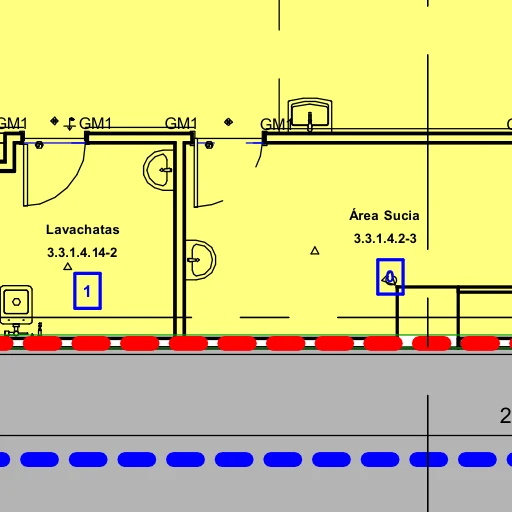 GM1
GM1
GM1
GM1
Área Sucia
Lavachatas
3.3.1.4.2-3
3.3.1.4.14-2
0
1
2